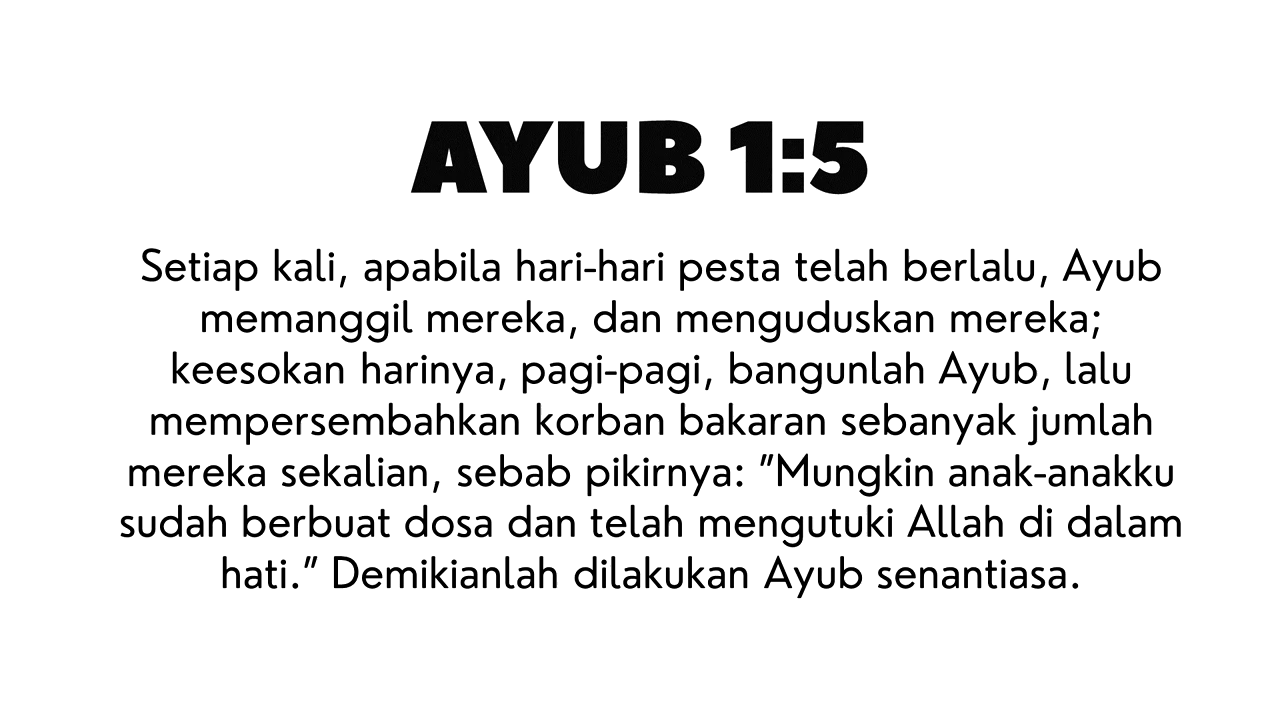 AYUB 1:5
Setiap kali, apabila hari-hari pesta telah berlalu, Ayub
memanggil mereka, dan menguduskan mereka;
keesokan harinya, pagi-pagi, bangunlah Ayub, lalu
mempersembahkan korban bakaran sebanyak jumlah
mereka sekalian, sebab pikirnya: "Mungkin anak-anakku
sudah berbuat dosa dan telah mengutuki Allah di dalam
hati." Demikianlah dilakukan Ayub senantiasa.